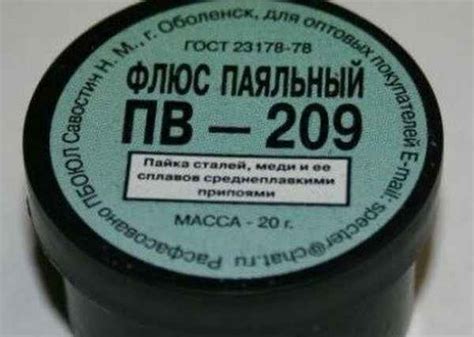 Расфасовано ПБОЮЛ Савостин Н. М., г. Оболенск, для оптовых покупателей E-mail: specter@chat.ru
ГОСТ 23178-78
ФЛЮС ПАЯЛЬНЫЙ
ПВ — 209
Пайка сталей, меди и ее
сплавов среднеплавкими
припоями
МАССА - 20 г.